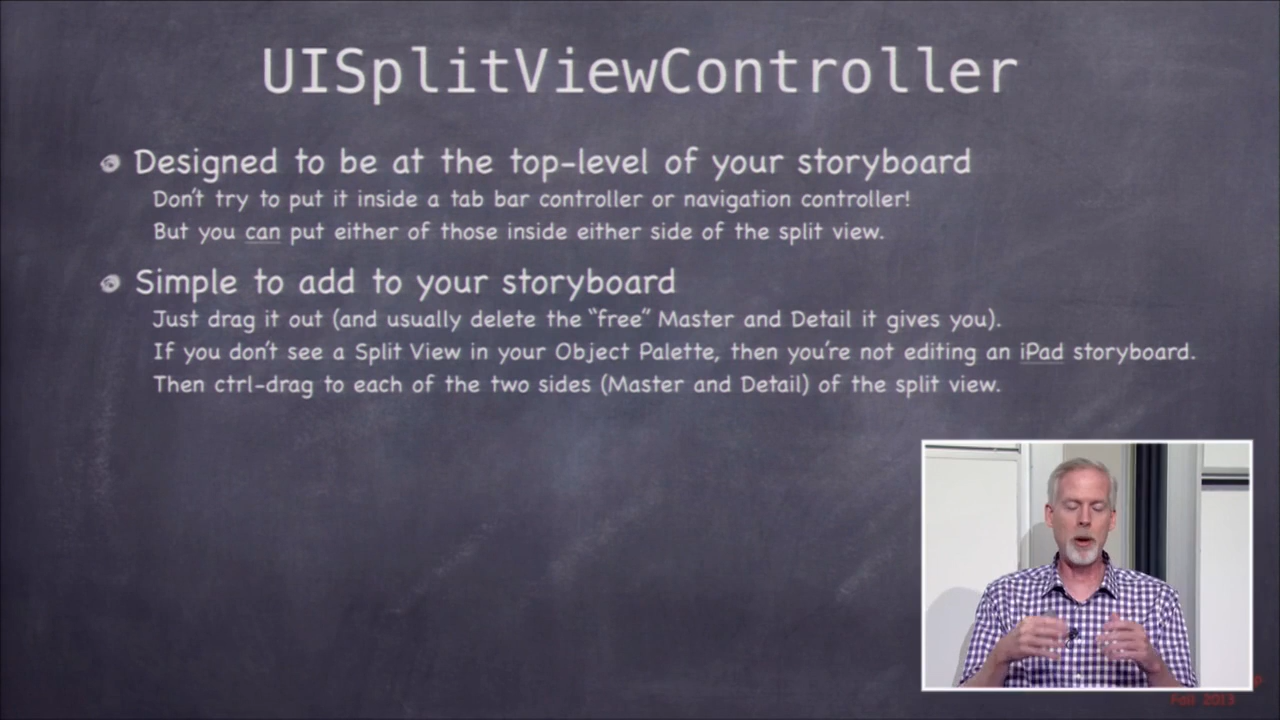 UISplitViewController
Designed to be at the top-level of your storyboard
Don't try to put it inside a tab bar controller or navigation controller!
But you can put either of those inside either side of the split view.
Simple to add to your storyboard
Just drag it out (and usually delete the “free” Master and Detail it gives you).
If you don't see a Split View in your Object Palette, then you're not editing an iPad storyboard.
Then ctrl-drag to each of the two sides (Master and Detail) of the split view.
Fall 2013